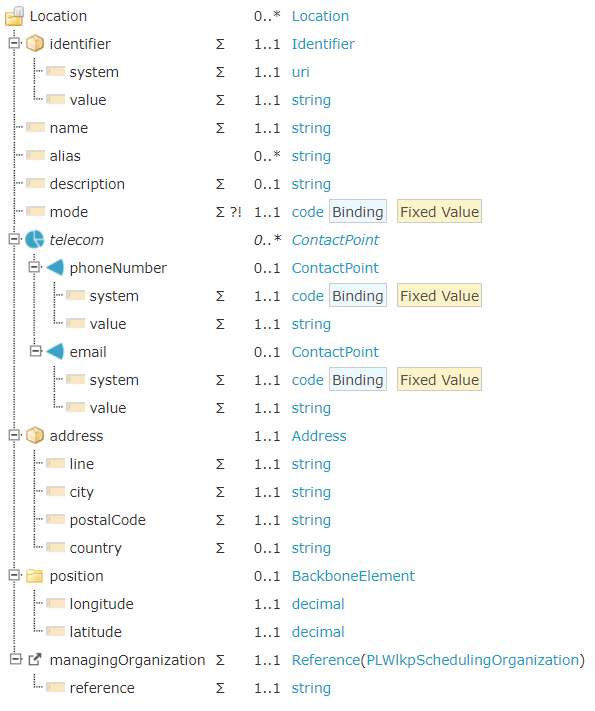 Location 0..* Location
identifier Σ 1..1 Identifier
system Σ 1..1 uri
value Σ 1..1 string
name Σ 1..1 string
alias 0..* string
description Σ 0..1 string
mode Σ ?! 1..1 code Binding Fixed Value
telecom 0..* ContactPoint
phoneNumber 0..1 ContactPoint
system Σ 1..1 code Binding Fixed Value
value Σ 1..1 string
email 0..1 ContactPoint
system Σ 1..1 code Binding Fixed Value
value Σ 1..1 string
address 1..1 Address
line Σ 1..1 string
city Σ 1..1 string
postalCode Σ 1..1 string
country Σ 0..1 string
position 0..1 BackboneElement
longitude 1..1 decimal
latitude 1..1 decimal
managingOrganization Σ 1..1 Reference(PLWlkpSchedulingOrganization)
reference Σ 1..1 string